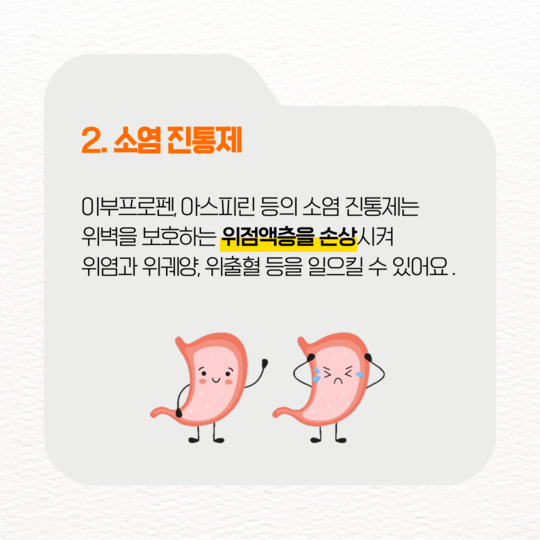 2. 소염 진통제
이부프로펜, 아스피린 등의 소염 진통제는
위벽을 보호하는 위점액층을 손상시켜
위염과 위궤양, 위출혈 등을 일으킬 수 있어요.